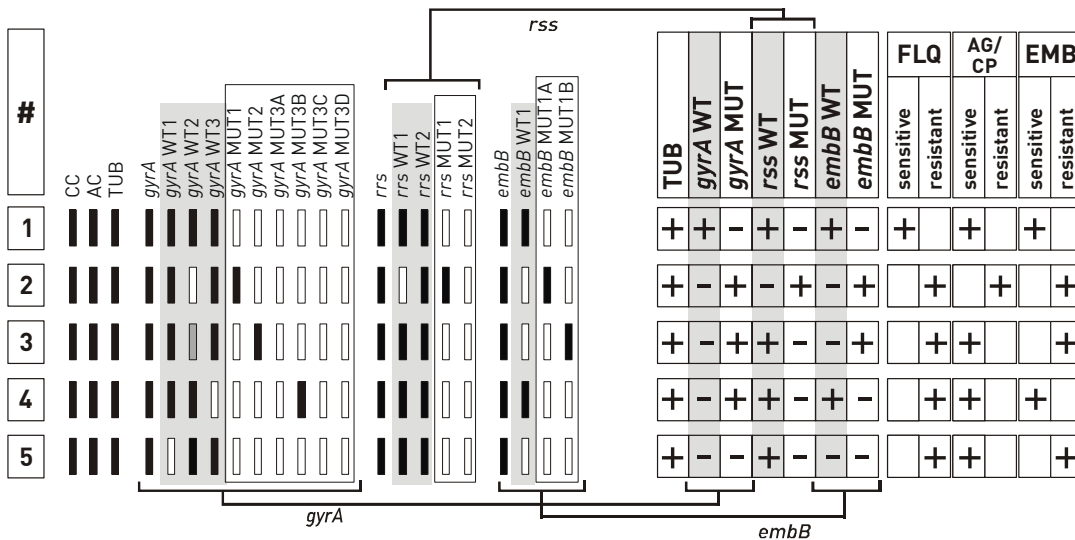 rss
#
CC
AC
TUB
gyrA
gyrA WT1
gyrA WT2
gyrA WT3
gyrA MUT1
gyrA MUT2
gyrA MUT3A
gyrA MUT3B
gyrA MUT3C
gyrA MUT3D
rrs
rrs WT1
rrs WT2
rrs MUT1
rrs MUT2
embB
embB WT1
embB MUT1A
embB MUT1B
TUB
gyrA WT
gyrA MUT
rss WT
rss MUT
embB WT
embB MUT
FLQ
AG/
CP
EMB
sensitive
resistant
sensitive
resistant
sensitive
resistant
1 + + - + - + - + + +
2 + - + - + - + + + +
3 + - + + - - + + + +
4 + - + + - + - + + +
5 + - - + - - - + + +
gyrA
embB